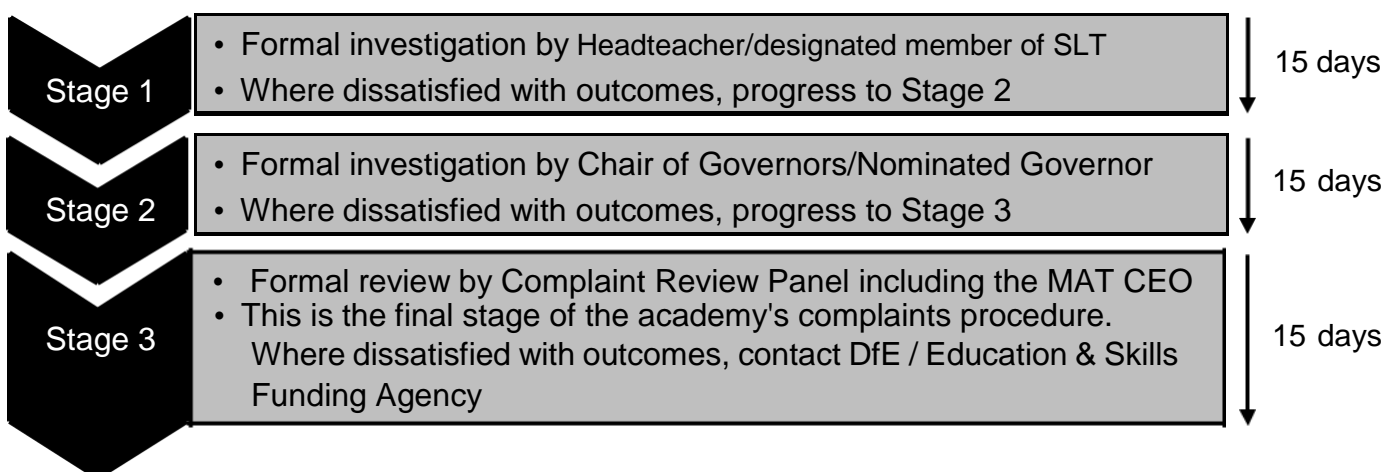 Stage 1
• Formal investigation by Headteacher/designated member of SLT
• Where dissatisfied with outcomes, progress to Stage 2
15 days
Stage 2
• Formal investigation by Chair of Governors/Nominated Governor
• Where dissatisfied with outcomes, progress to Stage 3
15 days
Stage 3
• Formal review by Complaint Review Panel including the MAT CEO
• This is the final stage of the academy's complaints procedure.
Where dissatisfied with outcomes, contact DfE / Education & Skills
Funding Agency
15 days